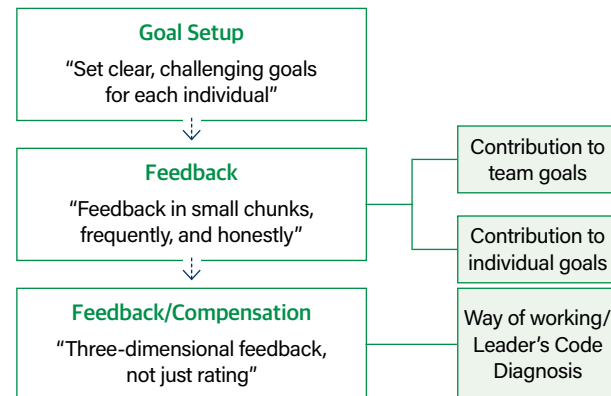 Goal Setup
“Set clear, challenging goals
for each individual”
Feedback
“Feedback in small chunks,
frequently, and honestly”
Contribution to
team goals
Contribution to
individual goals
Feedback/Compensation
“Three-dimensional feedback,
not just rating”
Way of working/
Leader’s Code
Diagnosis